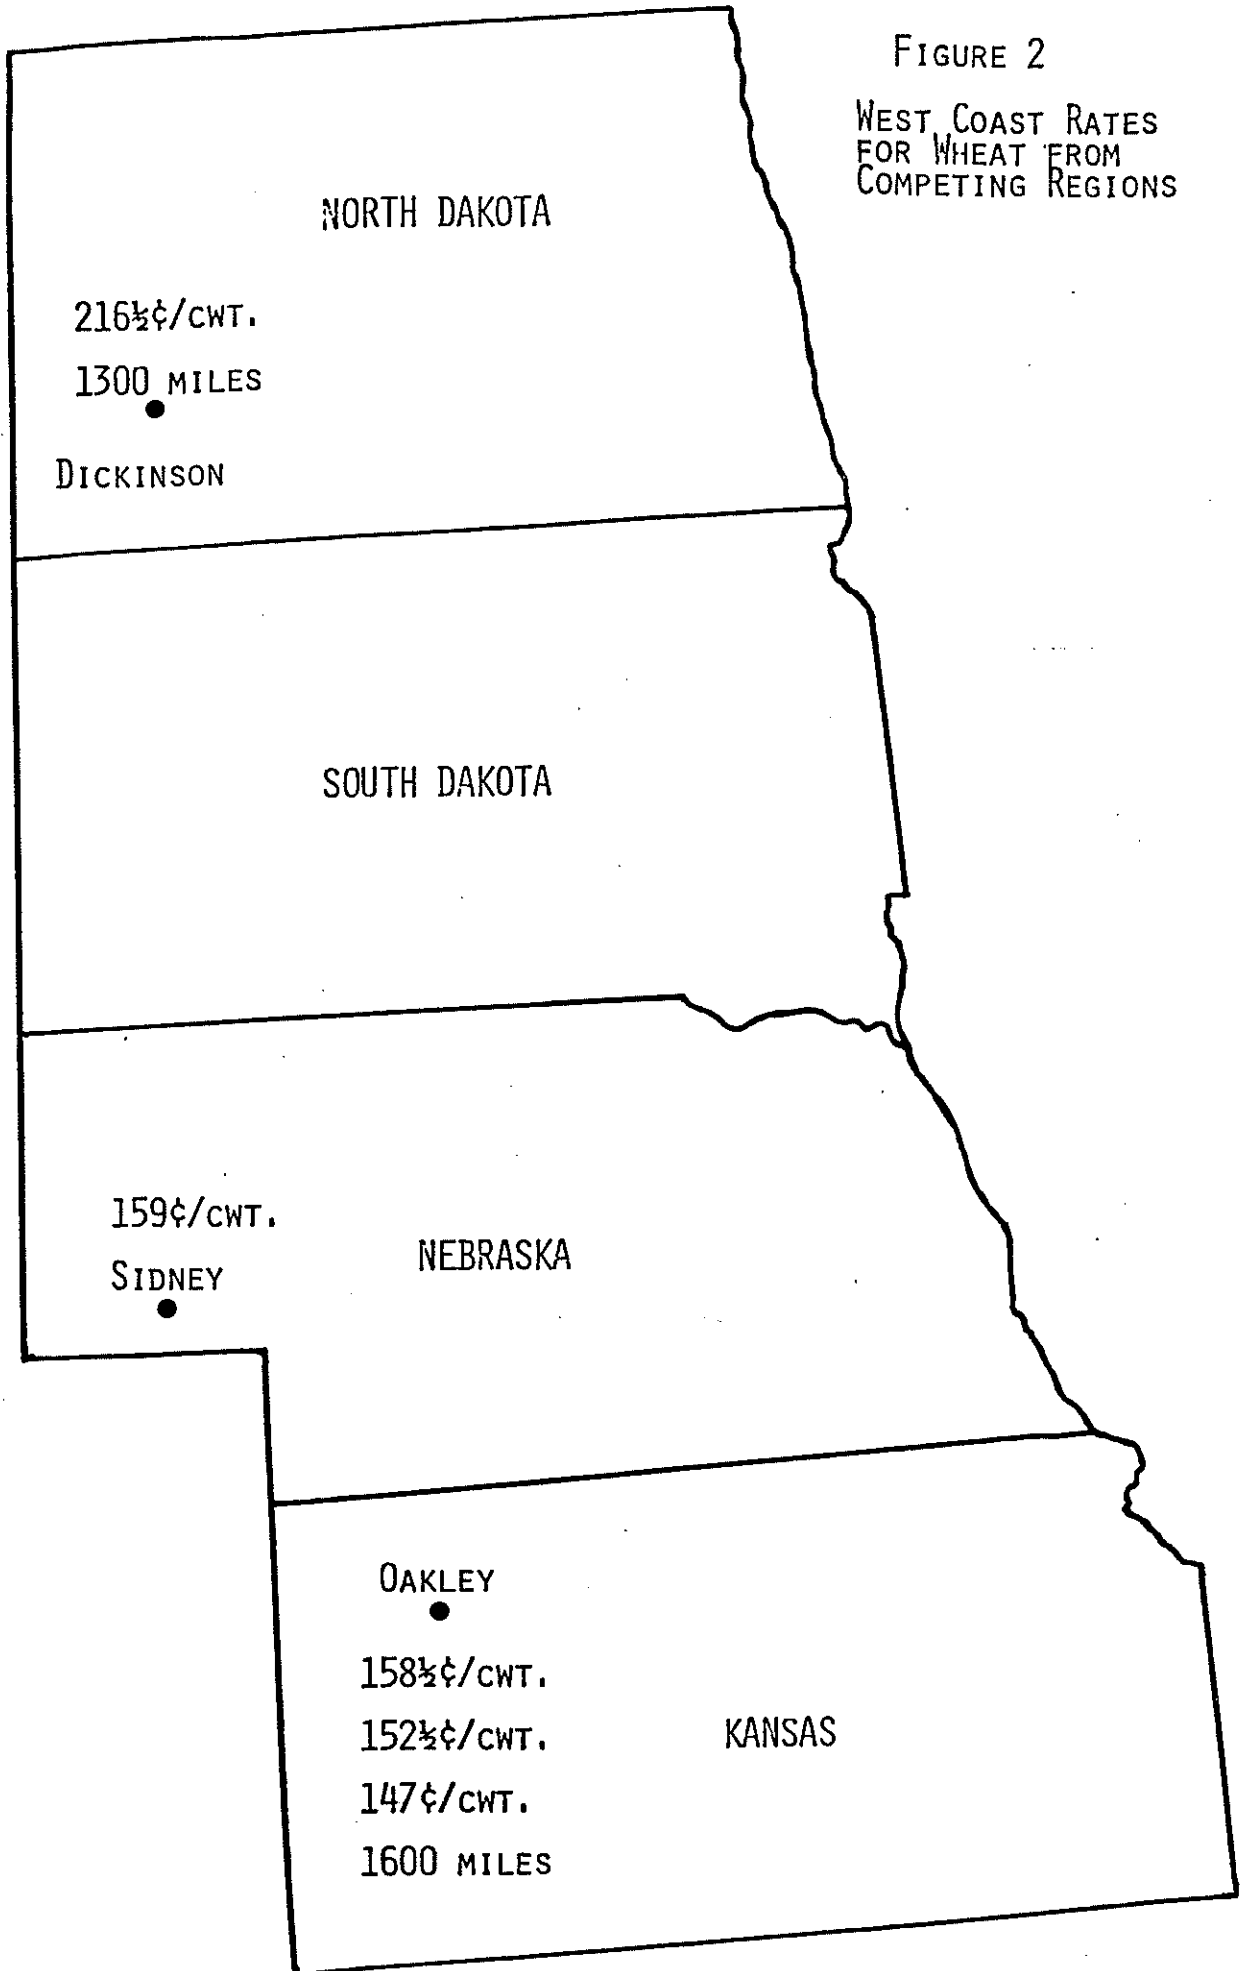 FIGURE 2
WEST COAST RATES
FOR WHEAT FROM
COMPETING REGIONS
NORTH DAKOTA
216½¢/CWT.
1300 MILES
DICKINSON
SOUTH DAKOTA
159¢/CWT.
SIDNEY
NEBRASKA
OAKLEY
158½¢/CWT.
152½¢/CWT.
147¢/CWT.
1600 MILES
KANSAS